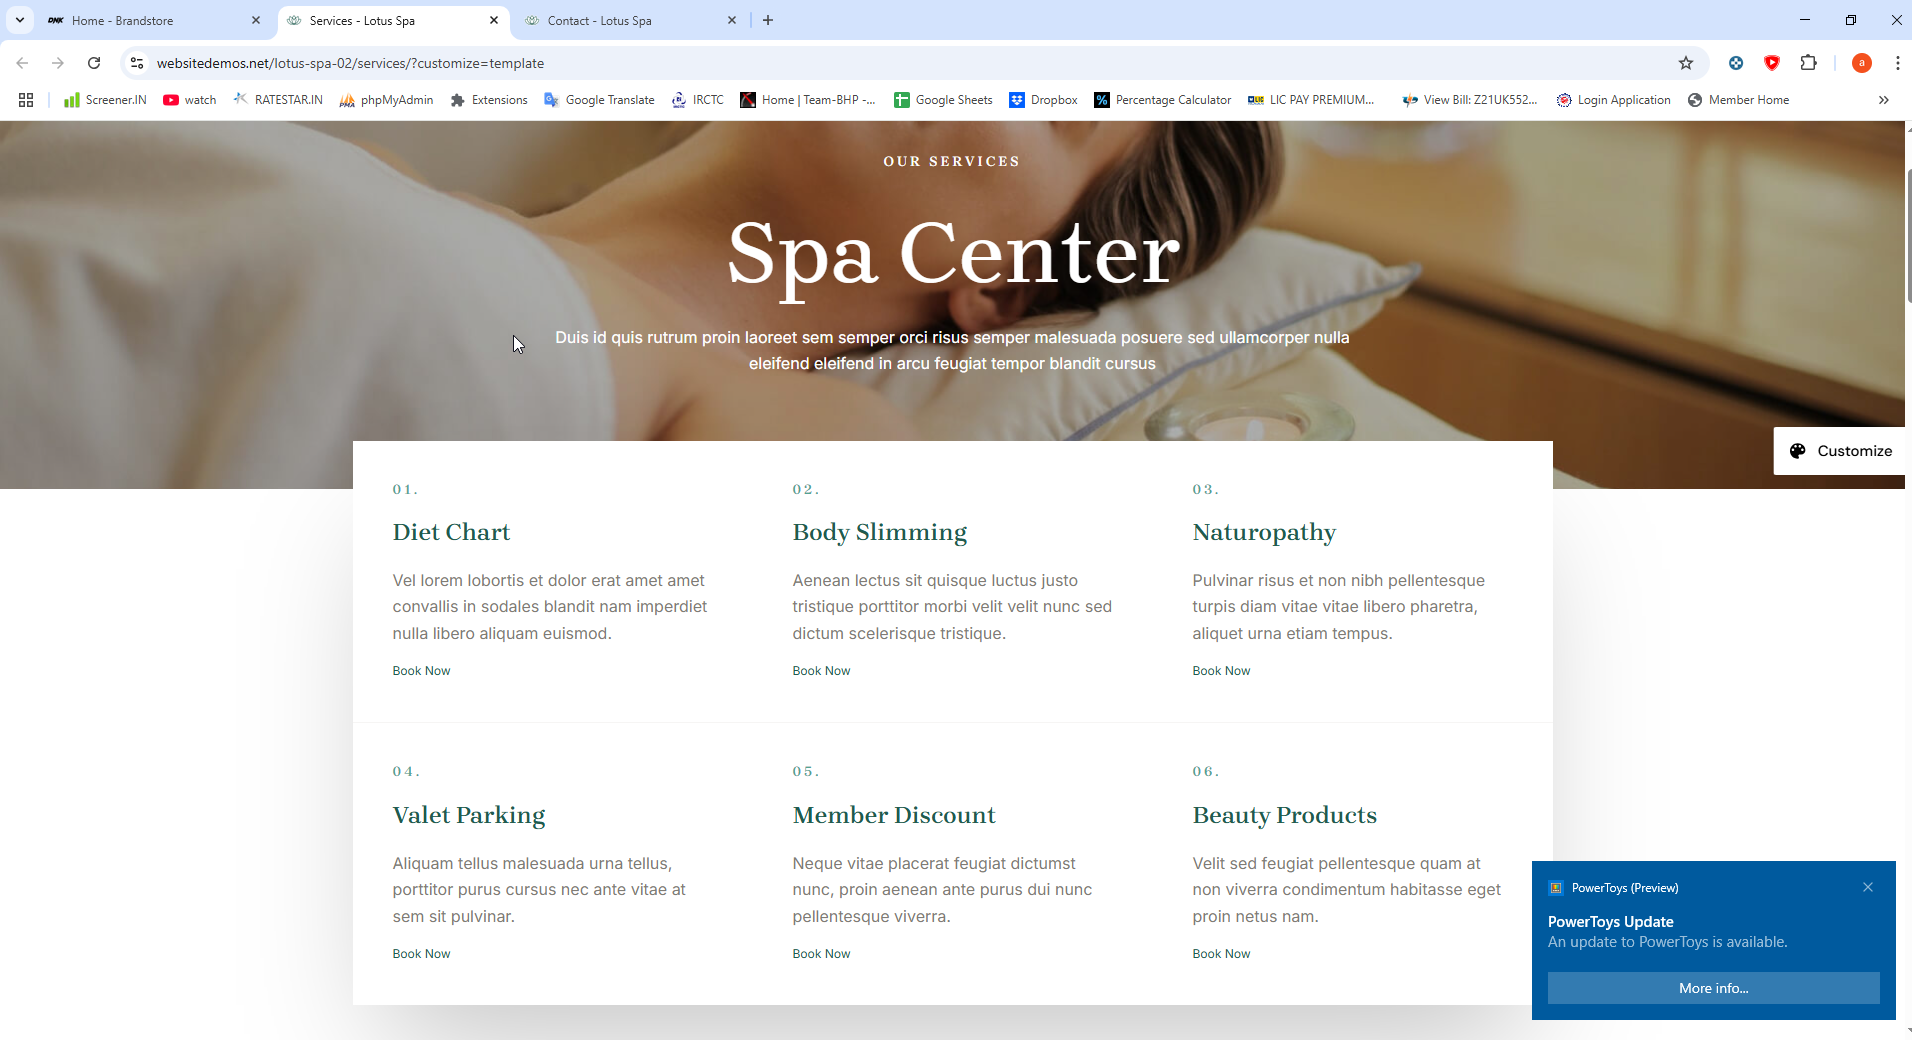 DNK Home - Brandstore
Services - Lotus Spa
Contact - Lotus Spa
websitedemos.net/lotus-spa-02/services/?customize=template
a
Screener.IN
watch
RATESTAR.IN
phpMyAdmin
Extensions
Google Translate
IRCTC
Home | Team-BHP -...
Google Sheets
Dropbox
Percentage Calculator
LIC PAY PREMIUM...
View Bill: Z21UK552...
Login Application
Member Home
OUR SERVICES
Spa Center
Duis id quis rutrum proin laoreet sem semper orci risus semper malesuada posuere sed ullamcorper nulla
eleifend eleifend in arcu feugiat tempor blandit cursus
Customize
01.
Diet Chart
Vel lorem lobortis et dolor erat amet amet
convallis in sodales blandit nam imperdiet
nulla libero aliquam euismod.
Book Now
02.
Body Slimming
Aenean lectus sit quisque luctus justo
tristique porttitor morbi velit velit nunc sed
dictum scelerisque tristique.
Book Now
03.
Naturopathy
Pulvinar risus et non nibh pellentesque
turpis diam vitae vitae libero pharetra,
aliquet urna etiam tempus.
Book Now
04.
Valet Parking
Aliquam tellus malesuada urna tellus,
porttitor purus cursus nec ante vitae at
sem sit pulvinar.
Book Now
05.
Member Discount
Neque vitae placerat feugiat dictumst
nunc, proin aenean ante purus dui nunc
pellentesque viverra.
Book Now
06.
Beauty Products
Velit sed feugiat pellentesque quam at
non viverra condimentum habitasse eget
proin netus nam.
Book Now
PowerToys (Preview)
PowerToys Update
An update to PowerToys is available.
More info...